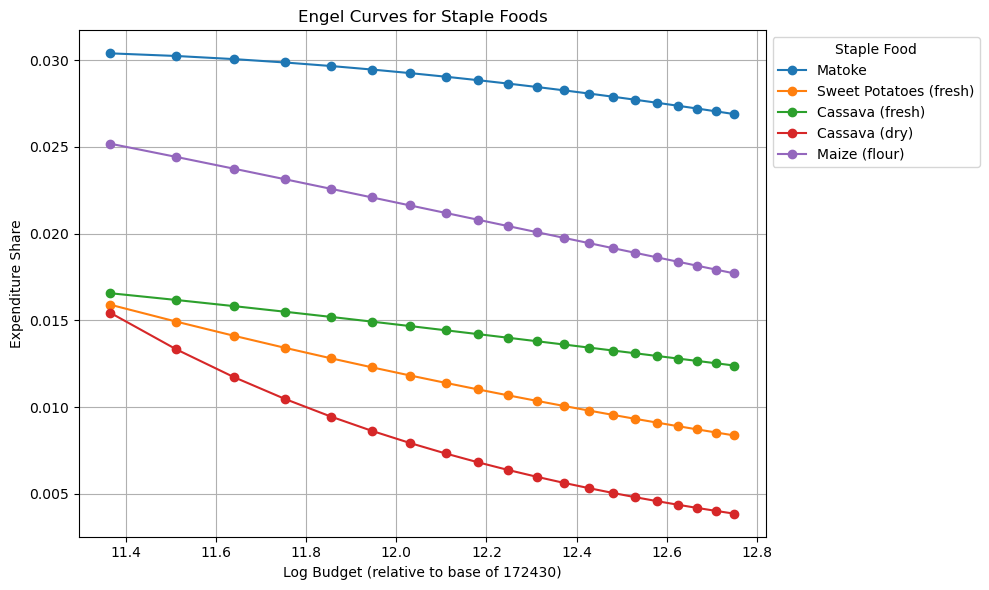 Engel Curves for Staple Foods
Staple Food
Matoke
Sweet Potatoes (fresh)
Cassava (fresh)
Cassava (dry)
Maize (flour)
Expenditure Share
0.030
0.025
0.020
0.015
0.010
0.005
11.4
11.6
11.8
12.0
12.2
12.4
12.6
12.8
Log Budget (relative to base of 172430)